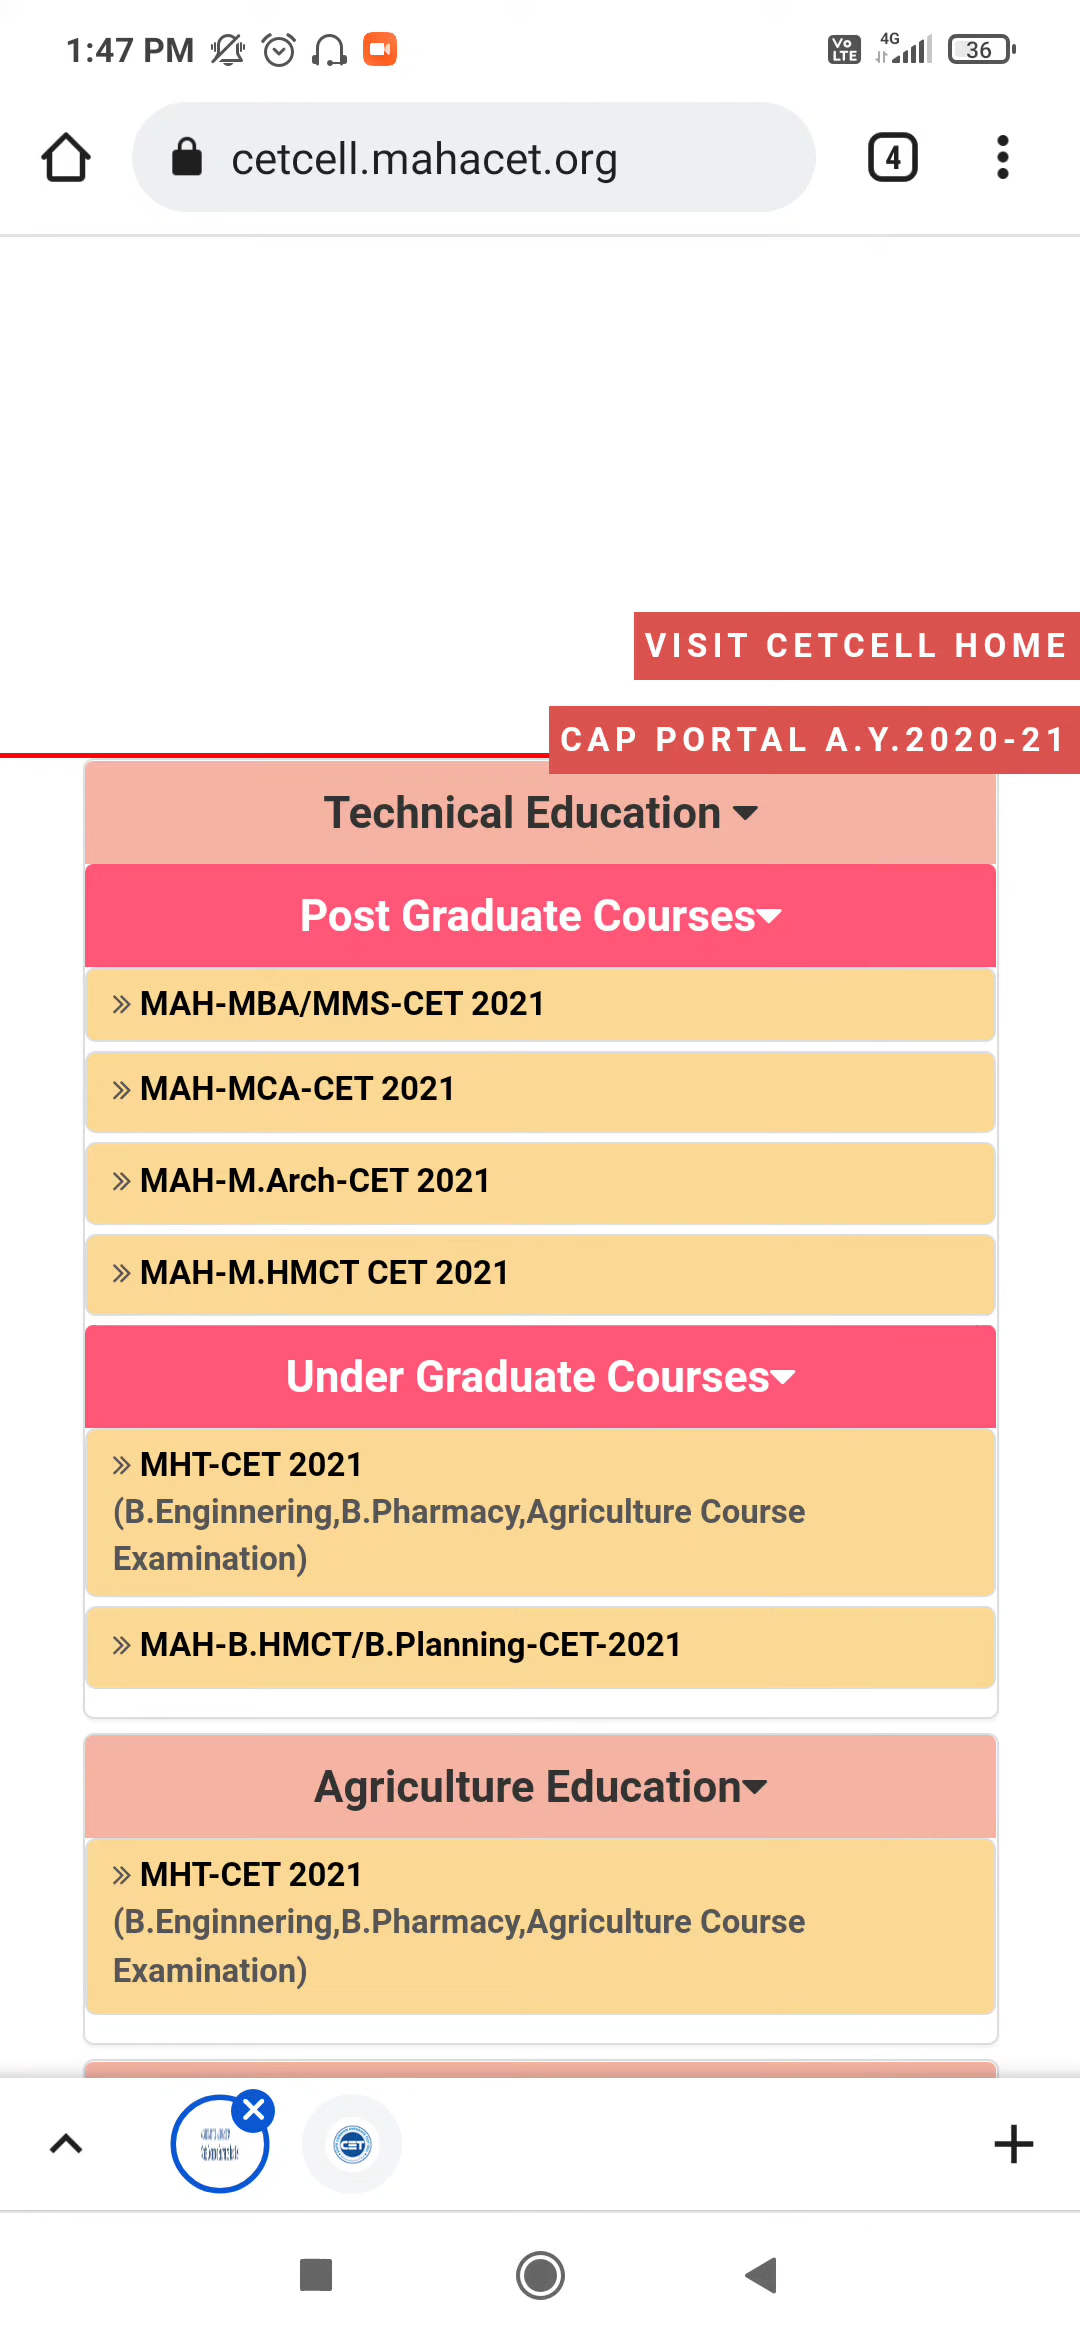 1:47 PM
Vo
LTE
4G
36
cetcell.mahacet.org
4
VISIT CETCELL HOME
CAP PORTAL A.Y.2020-21
Technical Education
Post Graduate Courses
» MAH-MBA/MMS-CET 2021
» MAH-MCA-CET 2021
» MAH-M.Arch-CET 2021
» MAH-M.HMCT CET 2021
Under Graduate Courses
» MHT-CET 2021
(B.Enginnering,B.Pharmacy,Agriculture Course
Examination)
» MAH-B.HMCT/B.Planning-CET-2021
Agriculture Education
» MHT-CET 2021
(B.Enginnering,B.Pharmacy,Agriculture Course
Examination)
CET